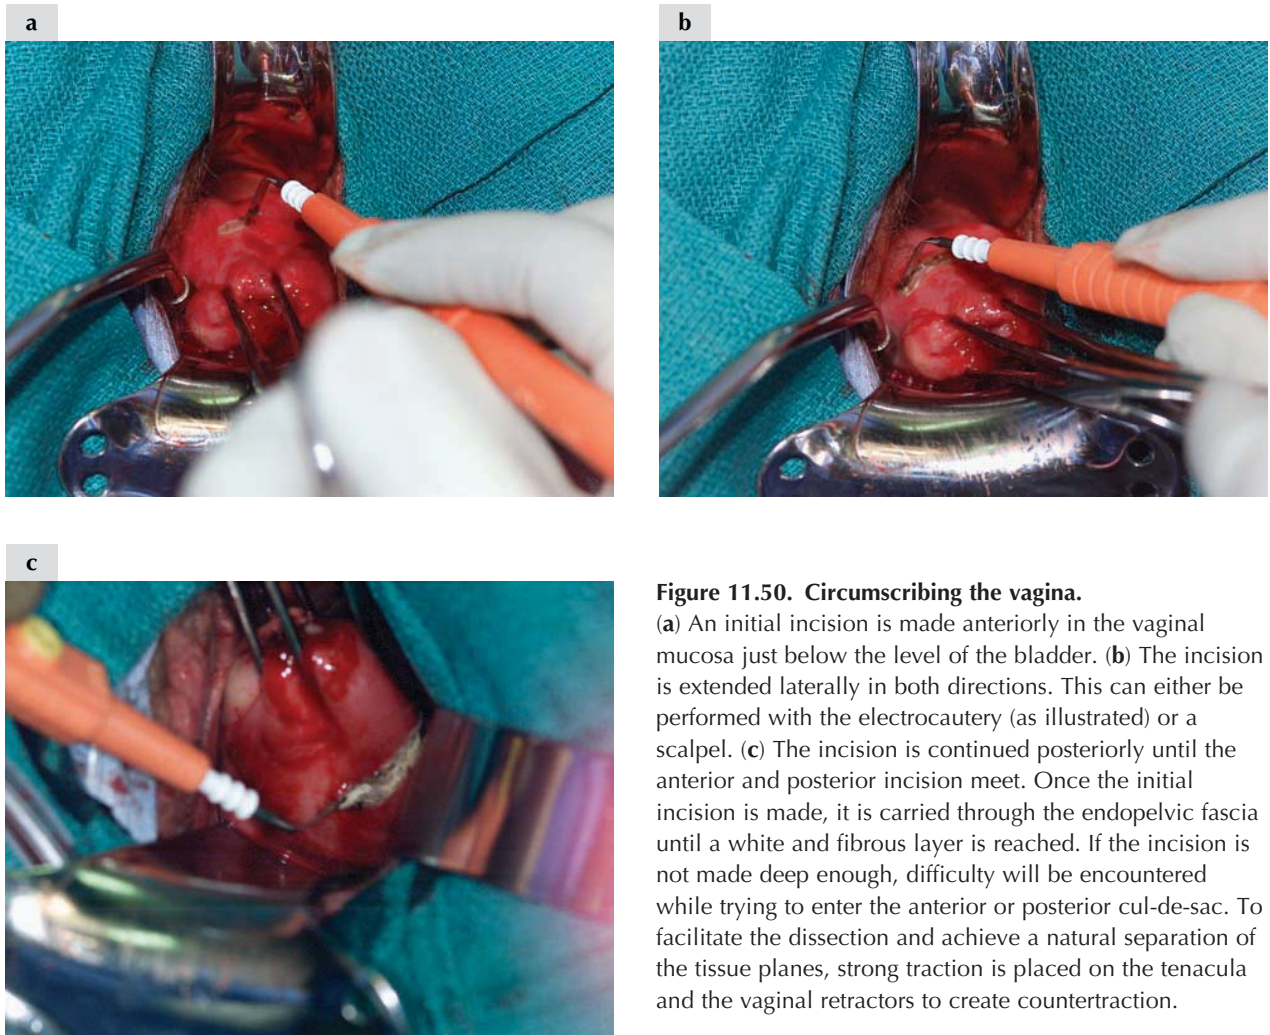 a
b
c
Figure 11.50. Circumscribing the vagina.
(a) An initial incision is made anteriorly in the vaginal
mucosa just below the level of the bladder. (b) The incision
is extended laterally in both directions. This can either be
performed with the electrocautery (as illustrated) or a
scalpel. (c) The incision is continued posteriorly until the
anterior and posterior incision meet. Once the initial
incision is made, it is carried through the endopelvic fascia
until a white and fibrous layer is reached. If the incision is
not made deep enough, difficulty will be encountered
while trying to enter the anterior or posterior cul-de-sac. To
facilitate the dissection and achieve a natural separation of
the tissue planes, strong traction is placed on the tenacula
and the vaginal retractors to create countertraction.